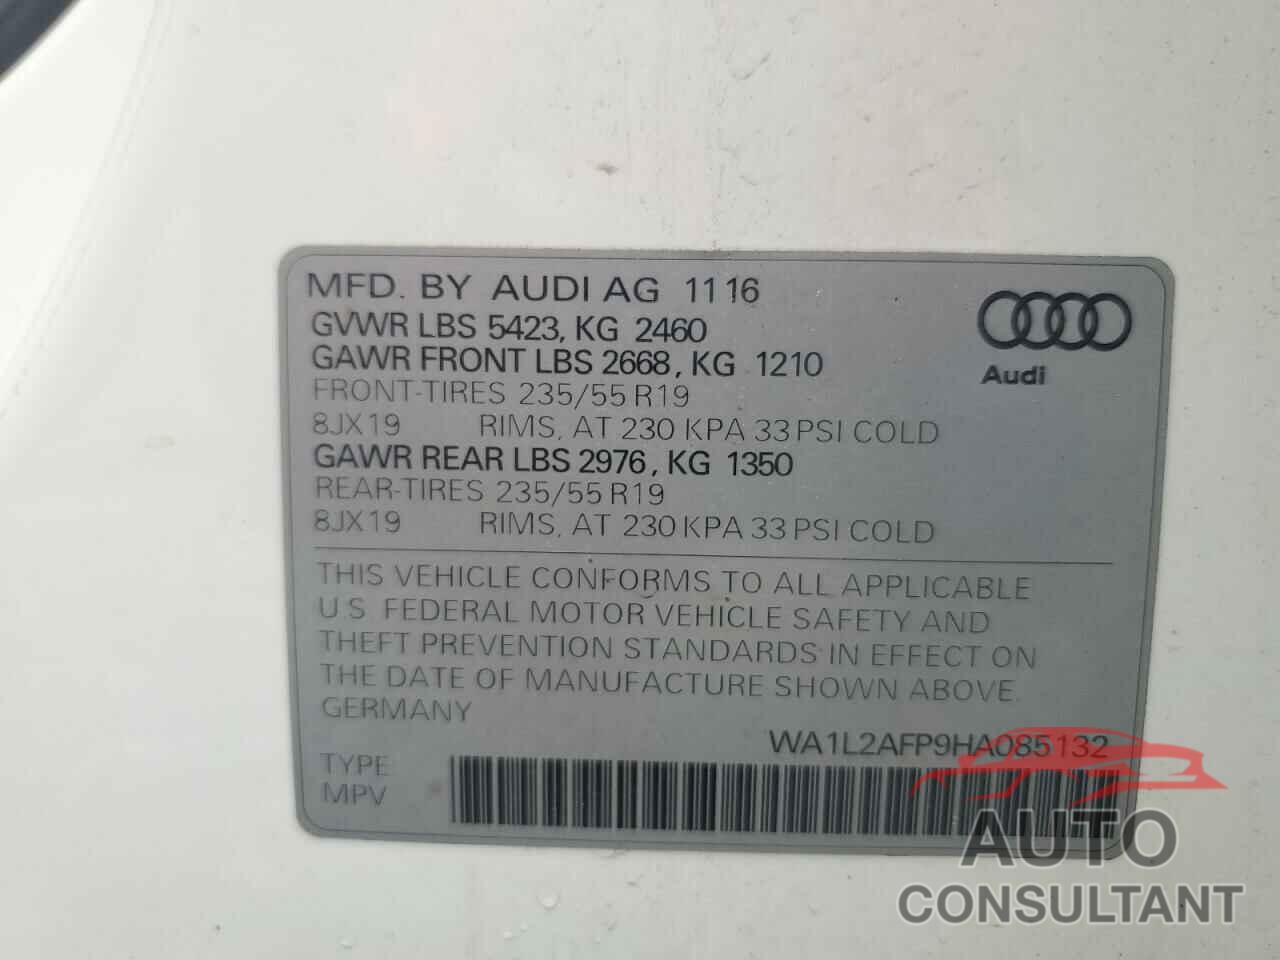 MFD. BY AUDI AG 11 16
GVWR LBS 5423, KG 2460
GAWR FRONT LBS 2668, KG 1210
FRONT-TIRES 235/55 R19
8JX19 RIMS, AT 230 KPA 33 PSI COLD
GAWR REAR LBS 2976, KG 1350
REAR-TIRES 235/55 R19
8JX19 RIMS, AT 230 KPA 33 PSI COLD
Audi
THIS VEHICLE CONFORMS TO ALL APPLICABLE
U.S. FEDERAL MOTOR VEHICLE SAFETY AND
THEFT PREVENTION STANDARDS IN EFFECT ON
THE DATE OF MANUFACTURE SHOWN ABOVE.
GERMANY
WA1L2AFP9HA085132
TYPE
MPV
AUTO
CONSULTANT